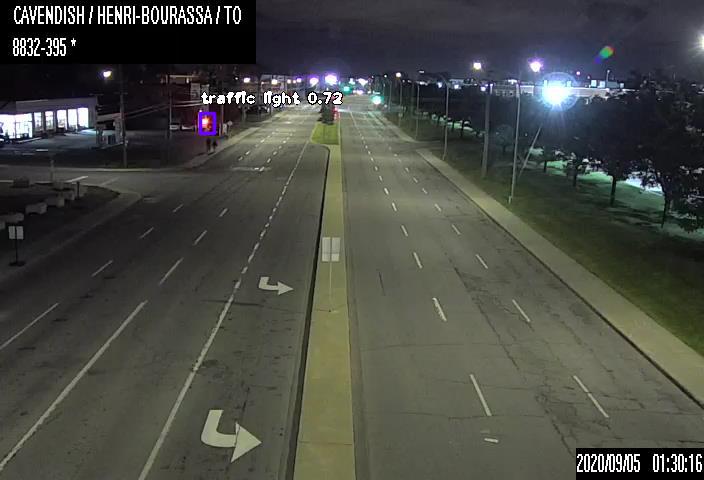 CAVENDISH / HENRI-BOURASSA / TO
8832-395 *
traffic light 0.72
2020/09/05 01:30:16